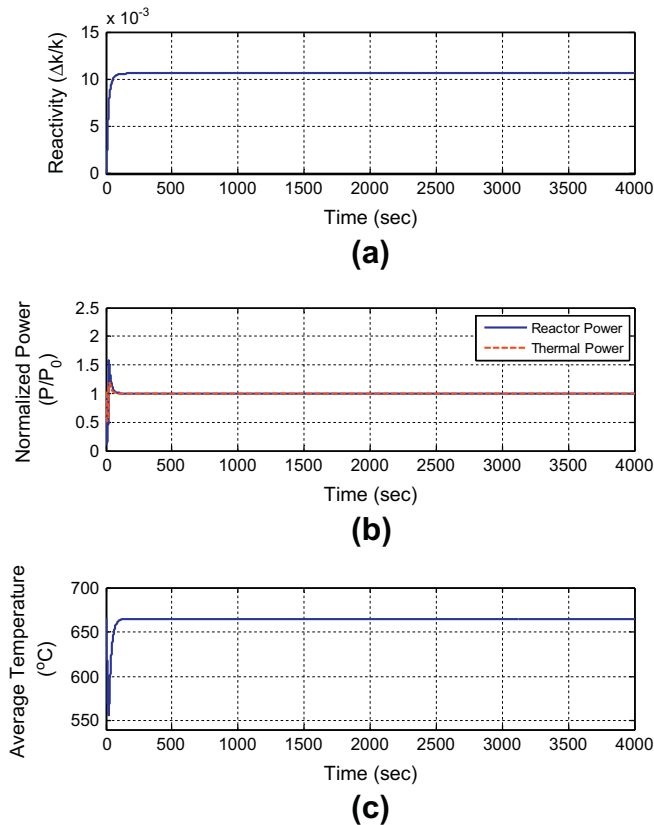 x 10⁻³
15
10
5
0
Reactivity (Δk/k)
0 500 1000 1500 2000 2500 3000 3500 4000
Time (sec)
(a)
2.5
2
1.5
1
0.5
0
Normalized Power
(P/P₀)
Reactor Power
Thermal Power
0 500 1000 1500 2000 2500 3000 3500 4000
Time (sec)
(b)
700
650
600
550
Average Temperature
(°C)
0 500 1000 1500 2000 2500 3000 3500 4000
Time (sec)
(c)